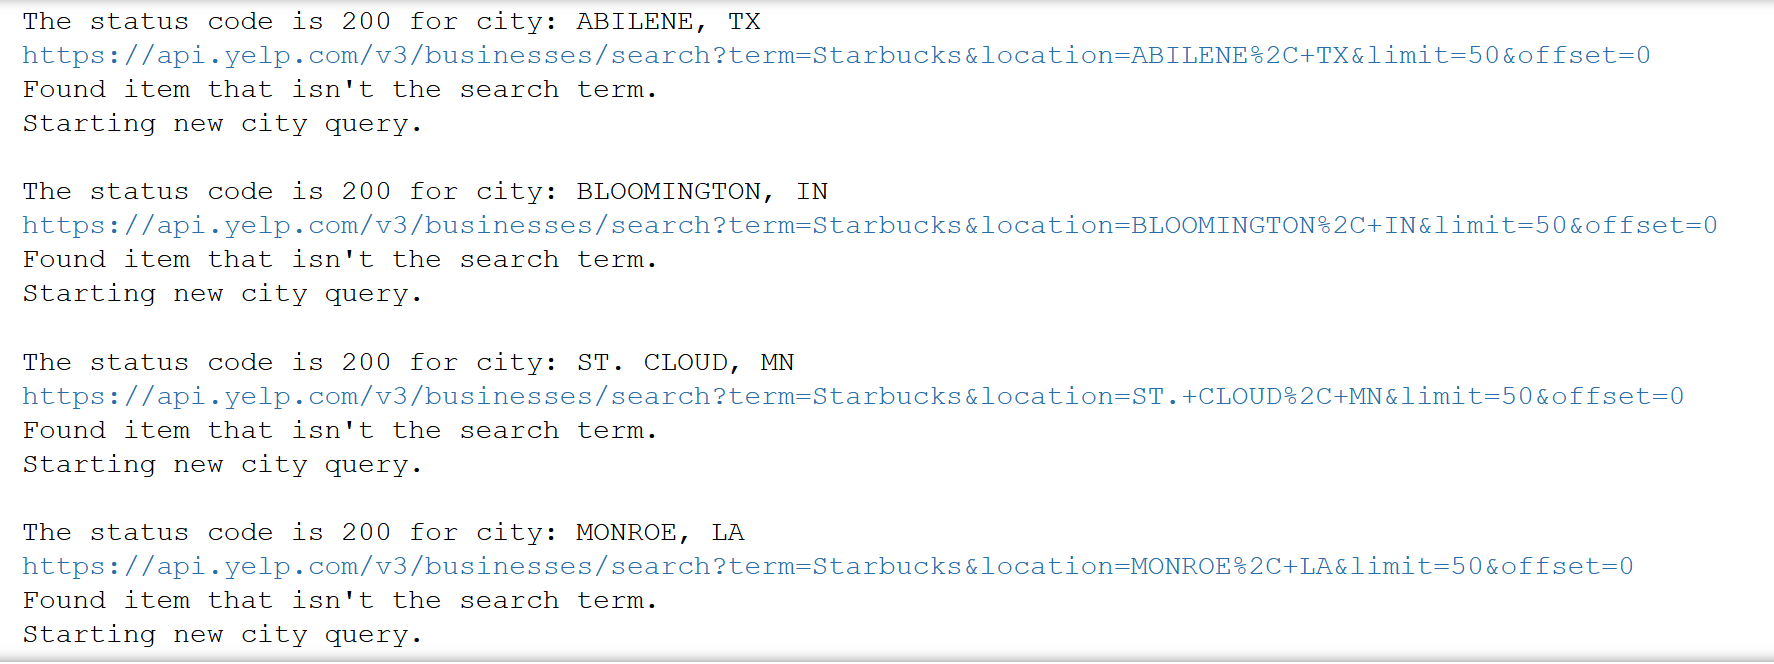 The status code is 200 for city: ABILENE, TX
https://api.yelp.com/v3/businesses/search?term=Starbucks&location=ABILENE%2C+TX&limit=50&offset=0
Found item that isn't the search term.
Starting new city query.
The status code is 200 for city: BLOOMINGTON, IN
https://api.yelp.com/v3/businesses/search?term=Starbucks&location=BLOOMINGTON%2C+IN&limit=50&offset=0
Found item that isn't the search term.
Starting new city query.
The status code is 200 for city: ST. CLOUD, MN
https://api.yelp.com/v3/businesses/search?term=Starbucks&location=ST.+CLOUD%2C+MN&limit=50&offset=0
Found item that isn't the search term.
Starting new city query.
The status code is 200 for city: MONROE, LA
https://api.yelp.com/v3/businesses/search?term=Starbucks&location=MONROE%2C+LA&limit=50&offset=0
Found item that isn't the search term.
Starting new city query.